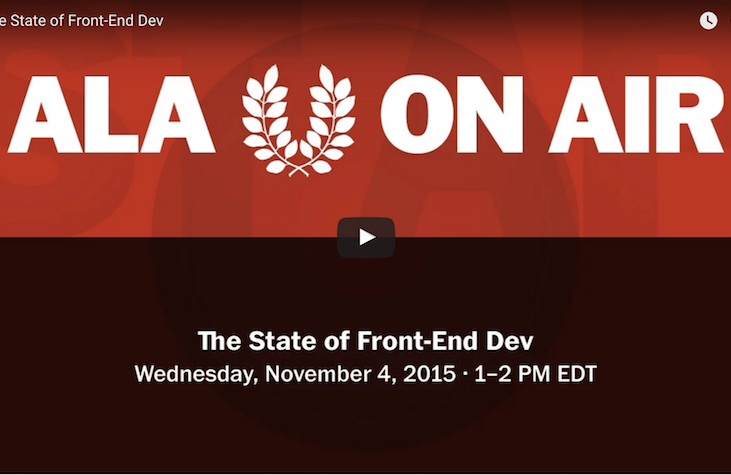 e State of Front-End Dev
ALA ON AIR
The State of Front-End Dev
Wednesday, November 4, 2015 · 1–2 PM EDT